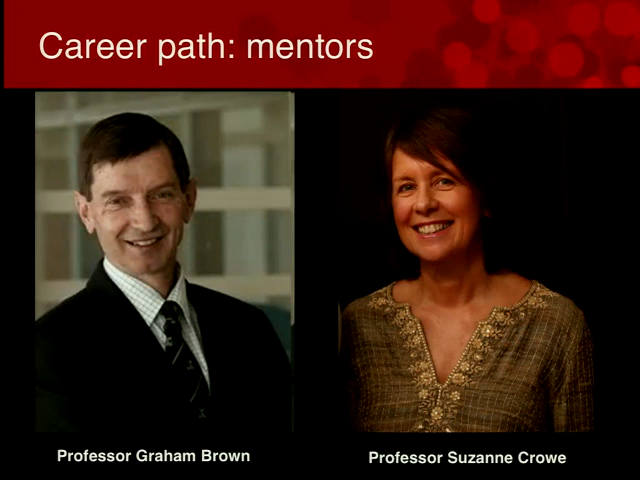 Career path: mentors
Professor Graham Brown
Professor Suzanne Crowe